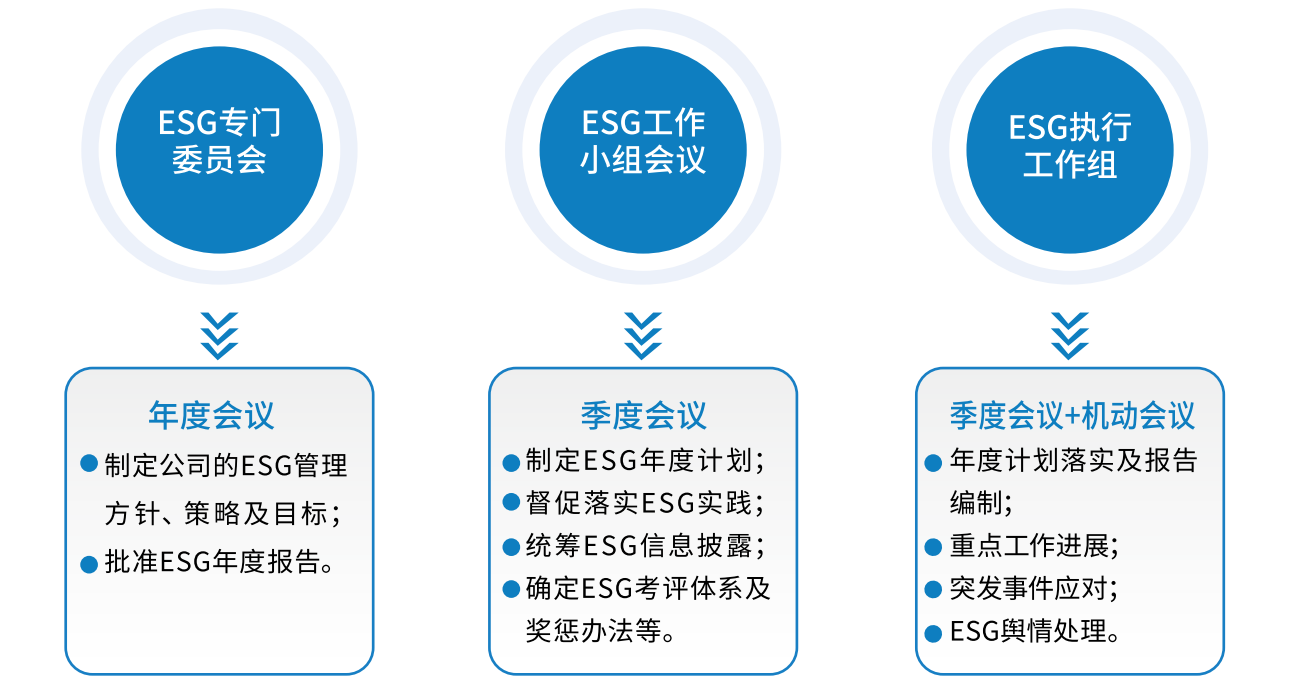 ESG专门
委员会
年度会议
制定公司的ESG管理
方针、策略及目标；
批准ESG年度报告。
ESG工作
小组会议
季度会议
制定ESG年度计划；
督促落实ESG实践；
统筹ESG信息披露；
确定ESG考评体系及
奖惩办法等。
ESG执行
工作组
季度会议+机动会议
年度计划落实及报告
编制；
重点工作进展；
突发事件应对；
ESG舆情处理。